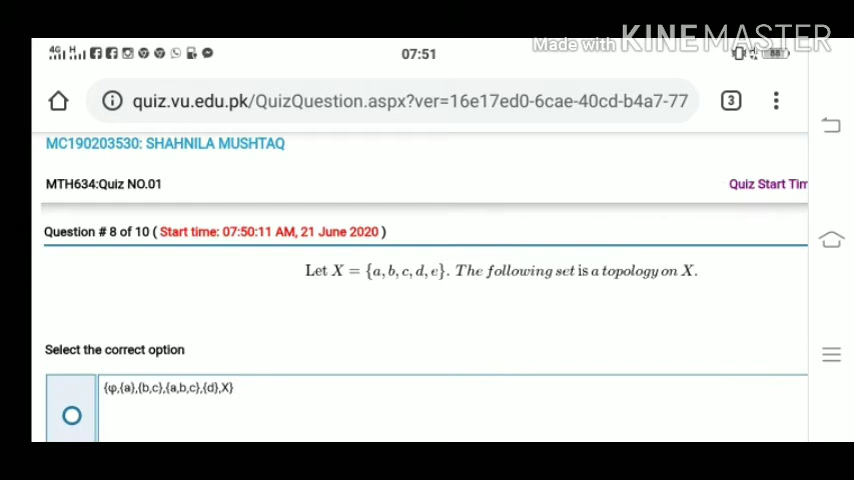 Made with KINEMASTER
4G H 07:51 88
quiz.vu.edu.pk/QuizQuestion.aspx?ver=16e17ed0-6cae-40cd-b4a7-77 3
MC190203530: SHAHNILA MUSHTAQ
MTH634:Quiz NO.01 Quiz Start Tim
Question # 8 of 10 ( Start time: 07:50:11 AM, 21 June 2020 )
Let X = {a, b, c, d, e}. The following set is a topology on X.
Select the correct option
{φ,{a},{b,c},{a,b,c},{d},X}